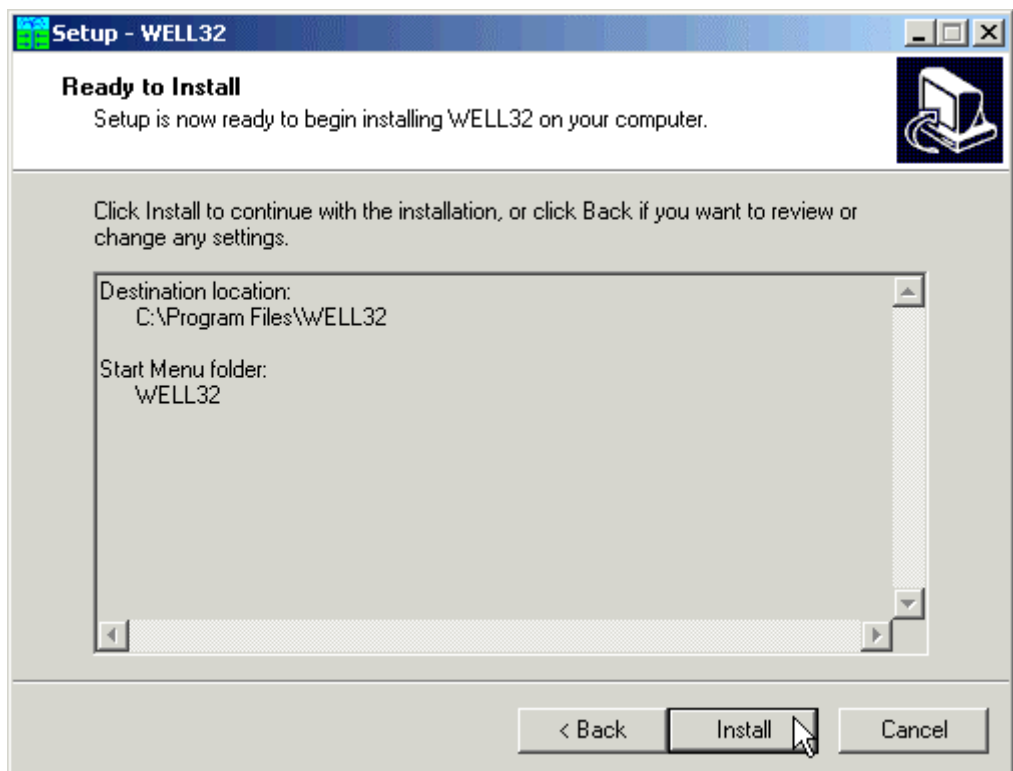 Setup - WELL32
Ready to Install
Setup is now ready to begin installing WELL32 on your computer.
Click Install to continue with the installation, or click Back if you want to review or
change any settings.
Destination location:
C:\Program Files\WELL32
Start Menu folder:
WELL32
< Back Install Cancel